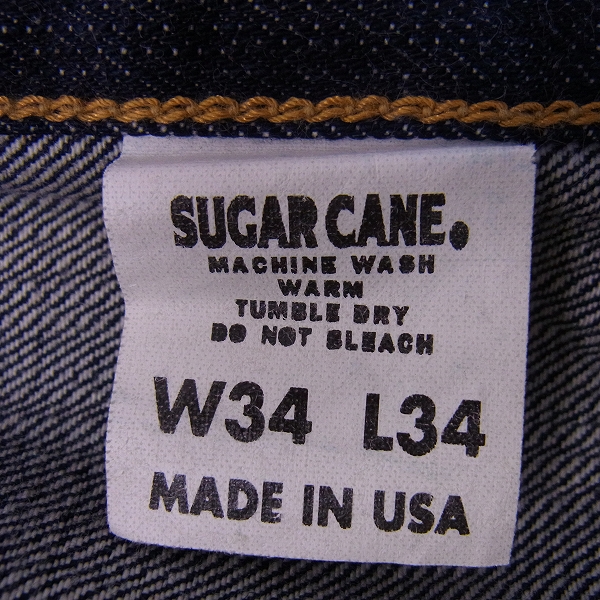 SUGAR CANE.
MACHINE WASH
WARM
TUMBLE DRY
DO NOT BLEACH
W34 L34
MADE IN USA